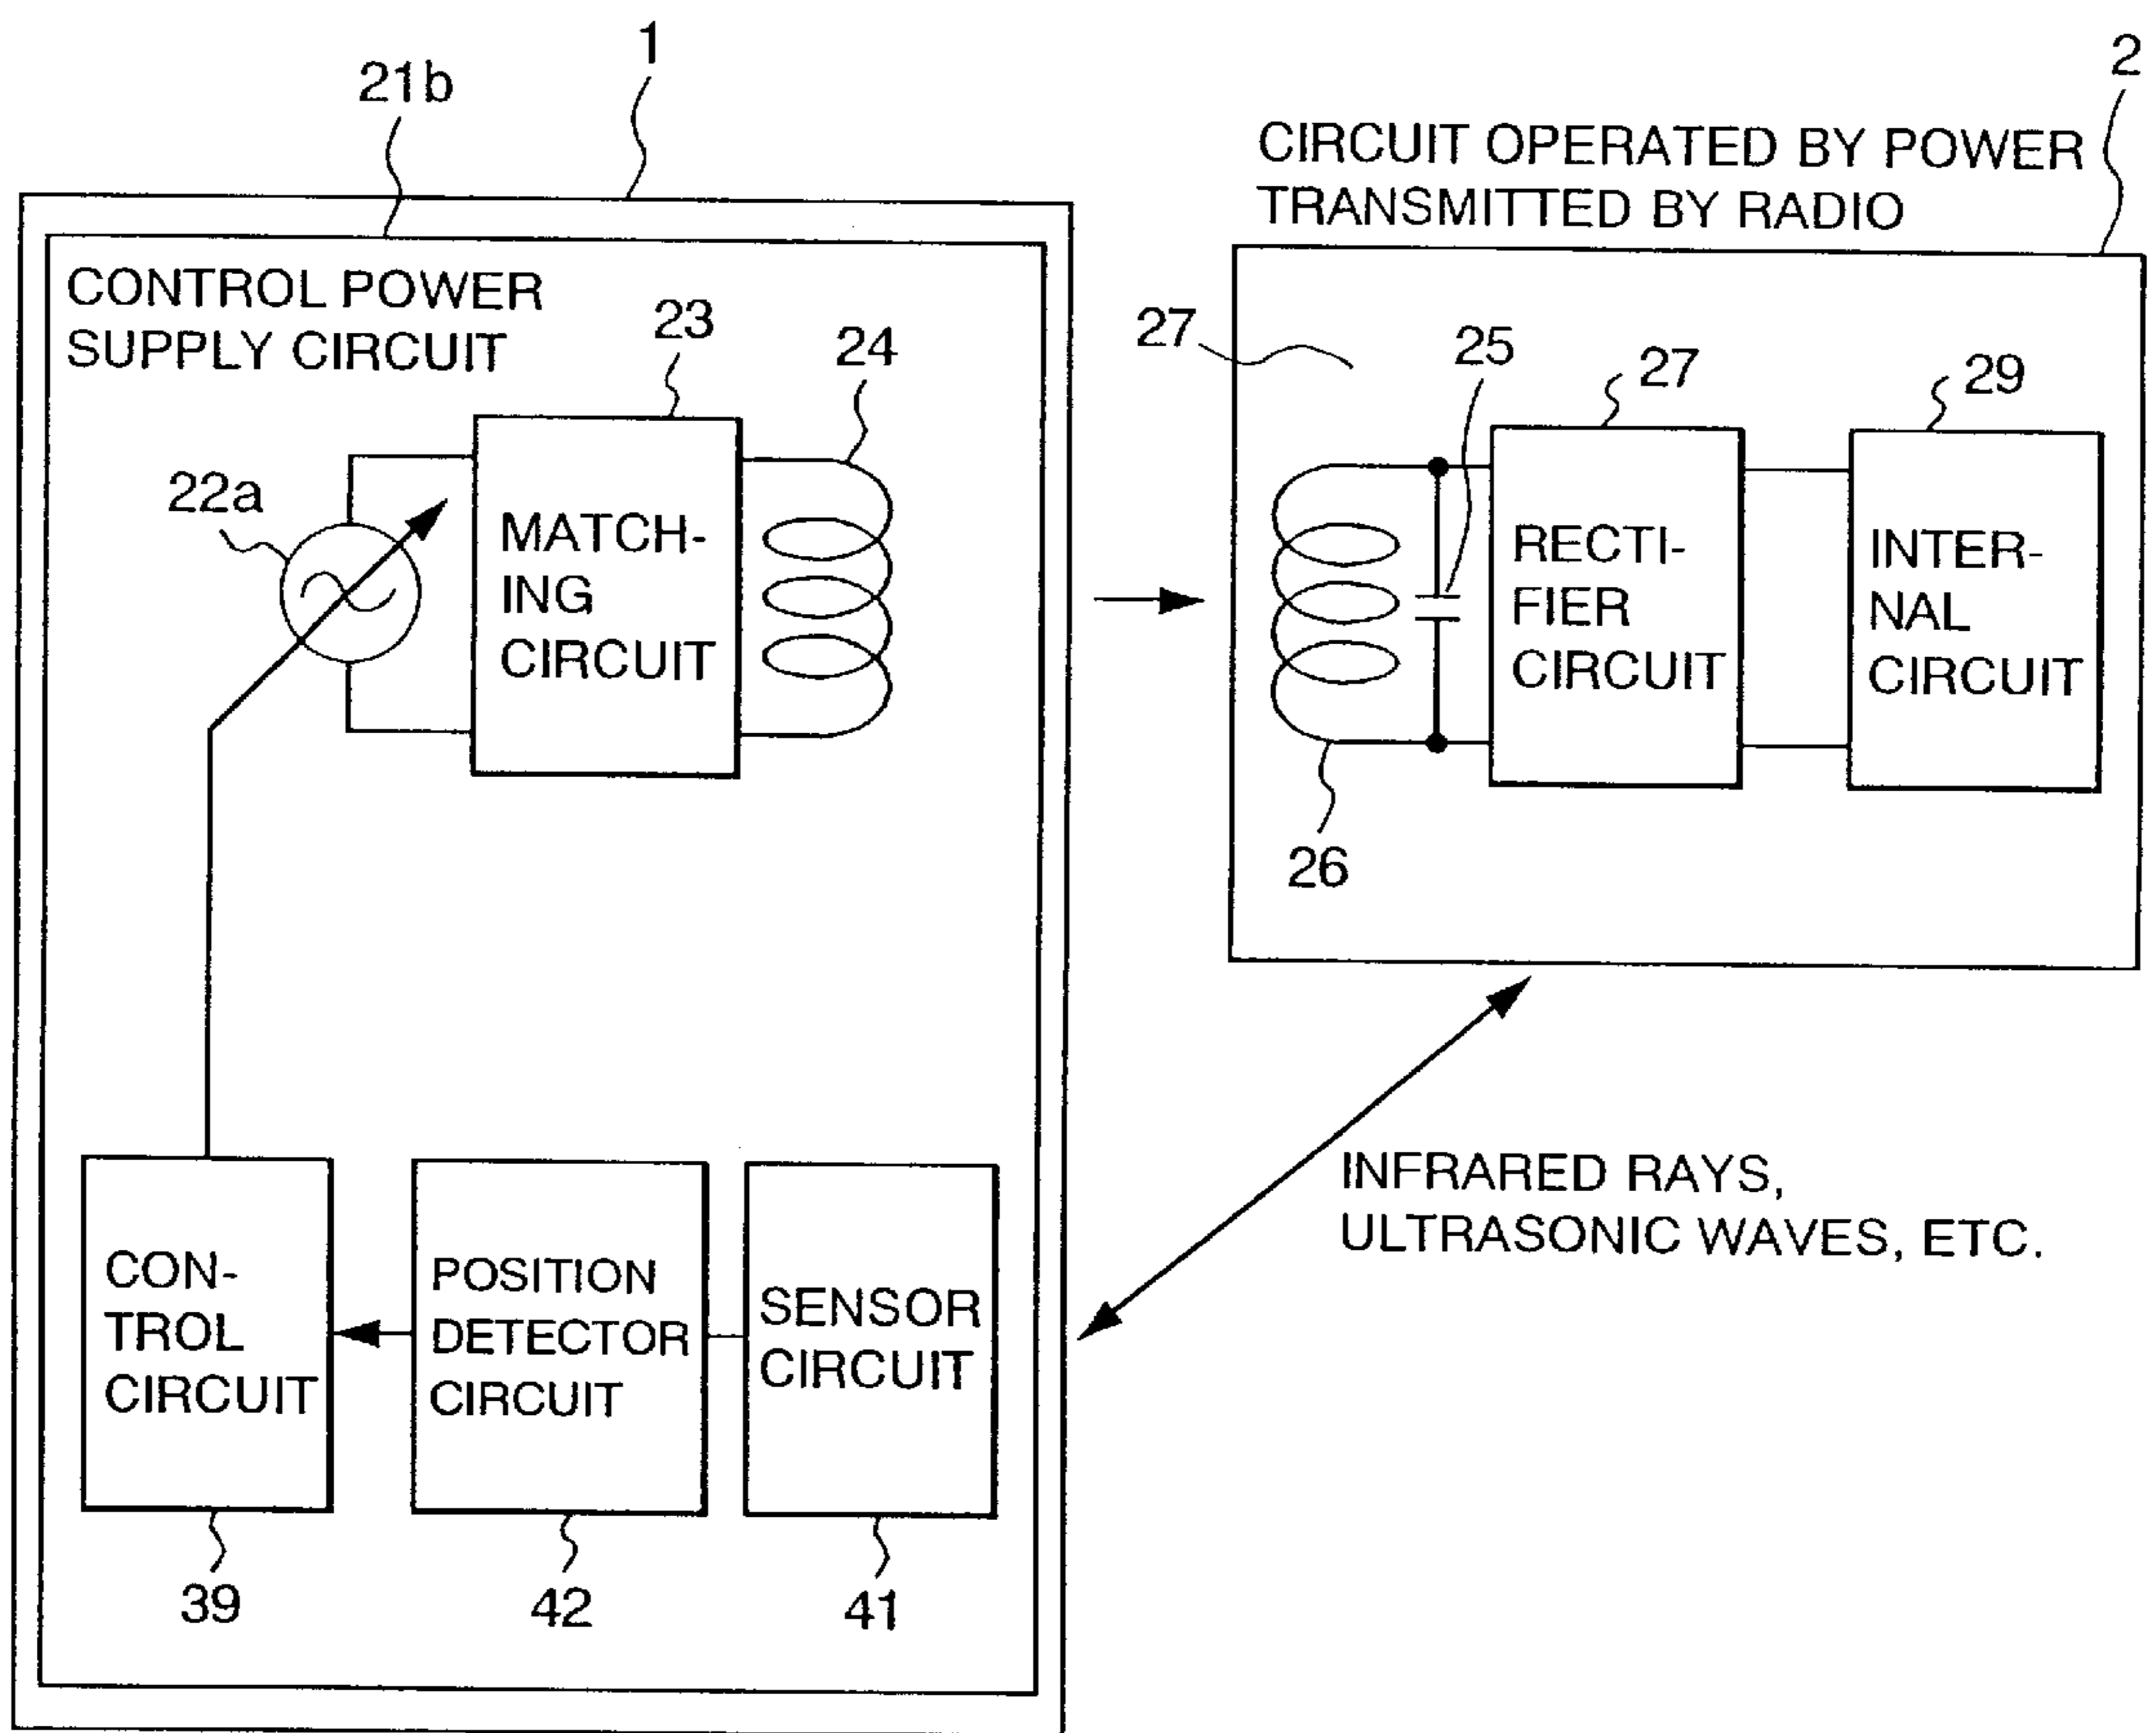 1
2
21b
CIRCUIT OPERATED BY POWER
TRANSMITTED BY RADIO
CONTROL POWER
SUPPLY CIRCUIT
23
24
22a
MATCH-
ING
CIRCUIT
27
25
27
29
RECTI-
FIER
CIRCUIT
INTER-
NAL
CIRCUIT
26
INFRARED RAYS,
ULTRASONIC WAVES, ETC.
CON-
TROL
CIRCUIT
POSITION
DETECTOR
CIRCUIT
SENSOR
CIRCUIT
39
42
41